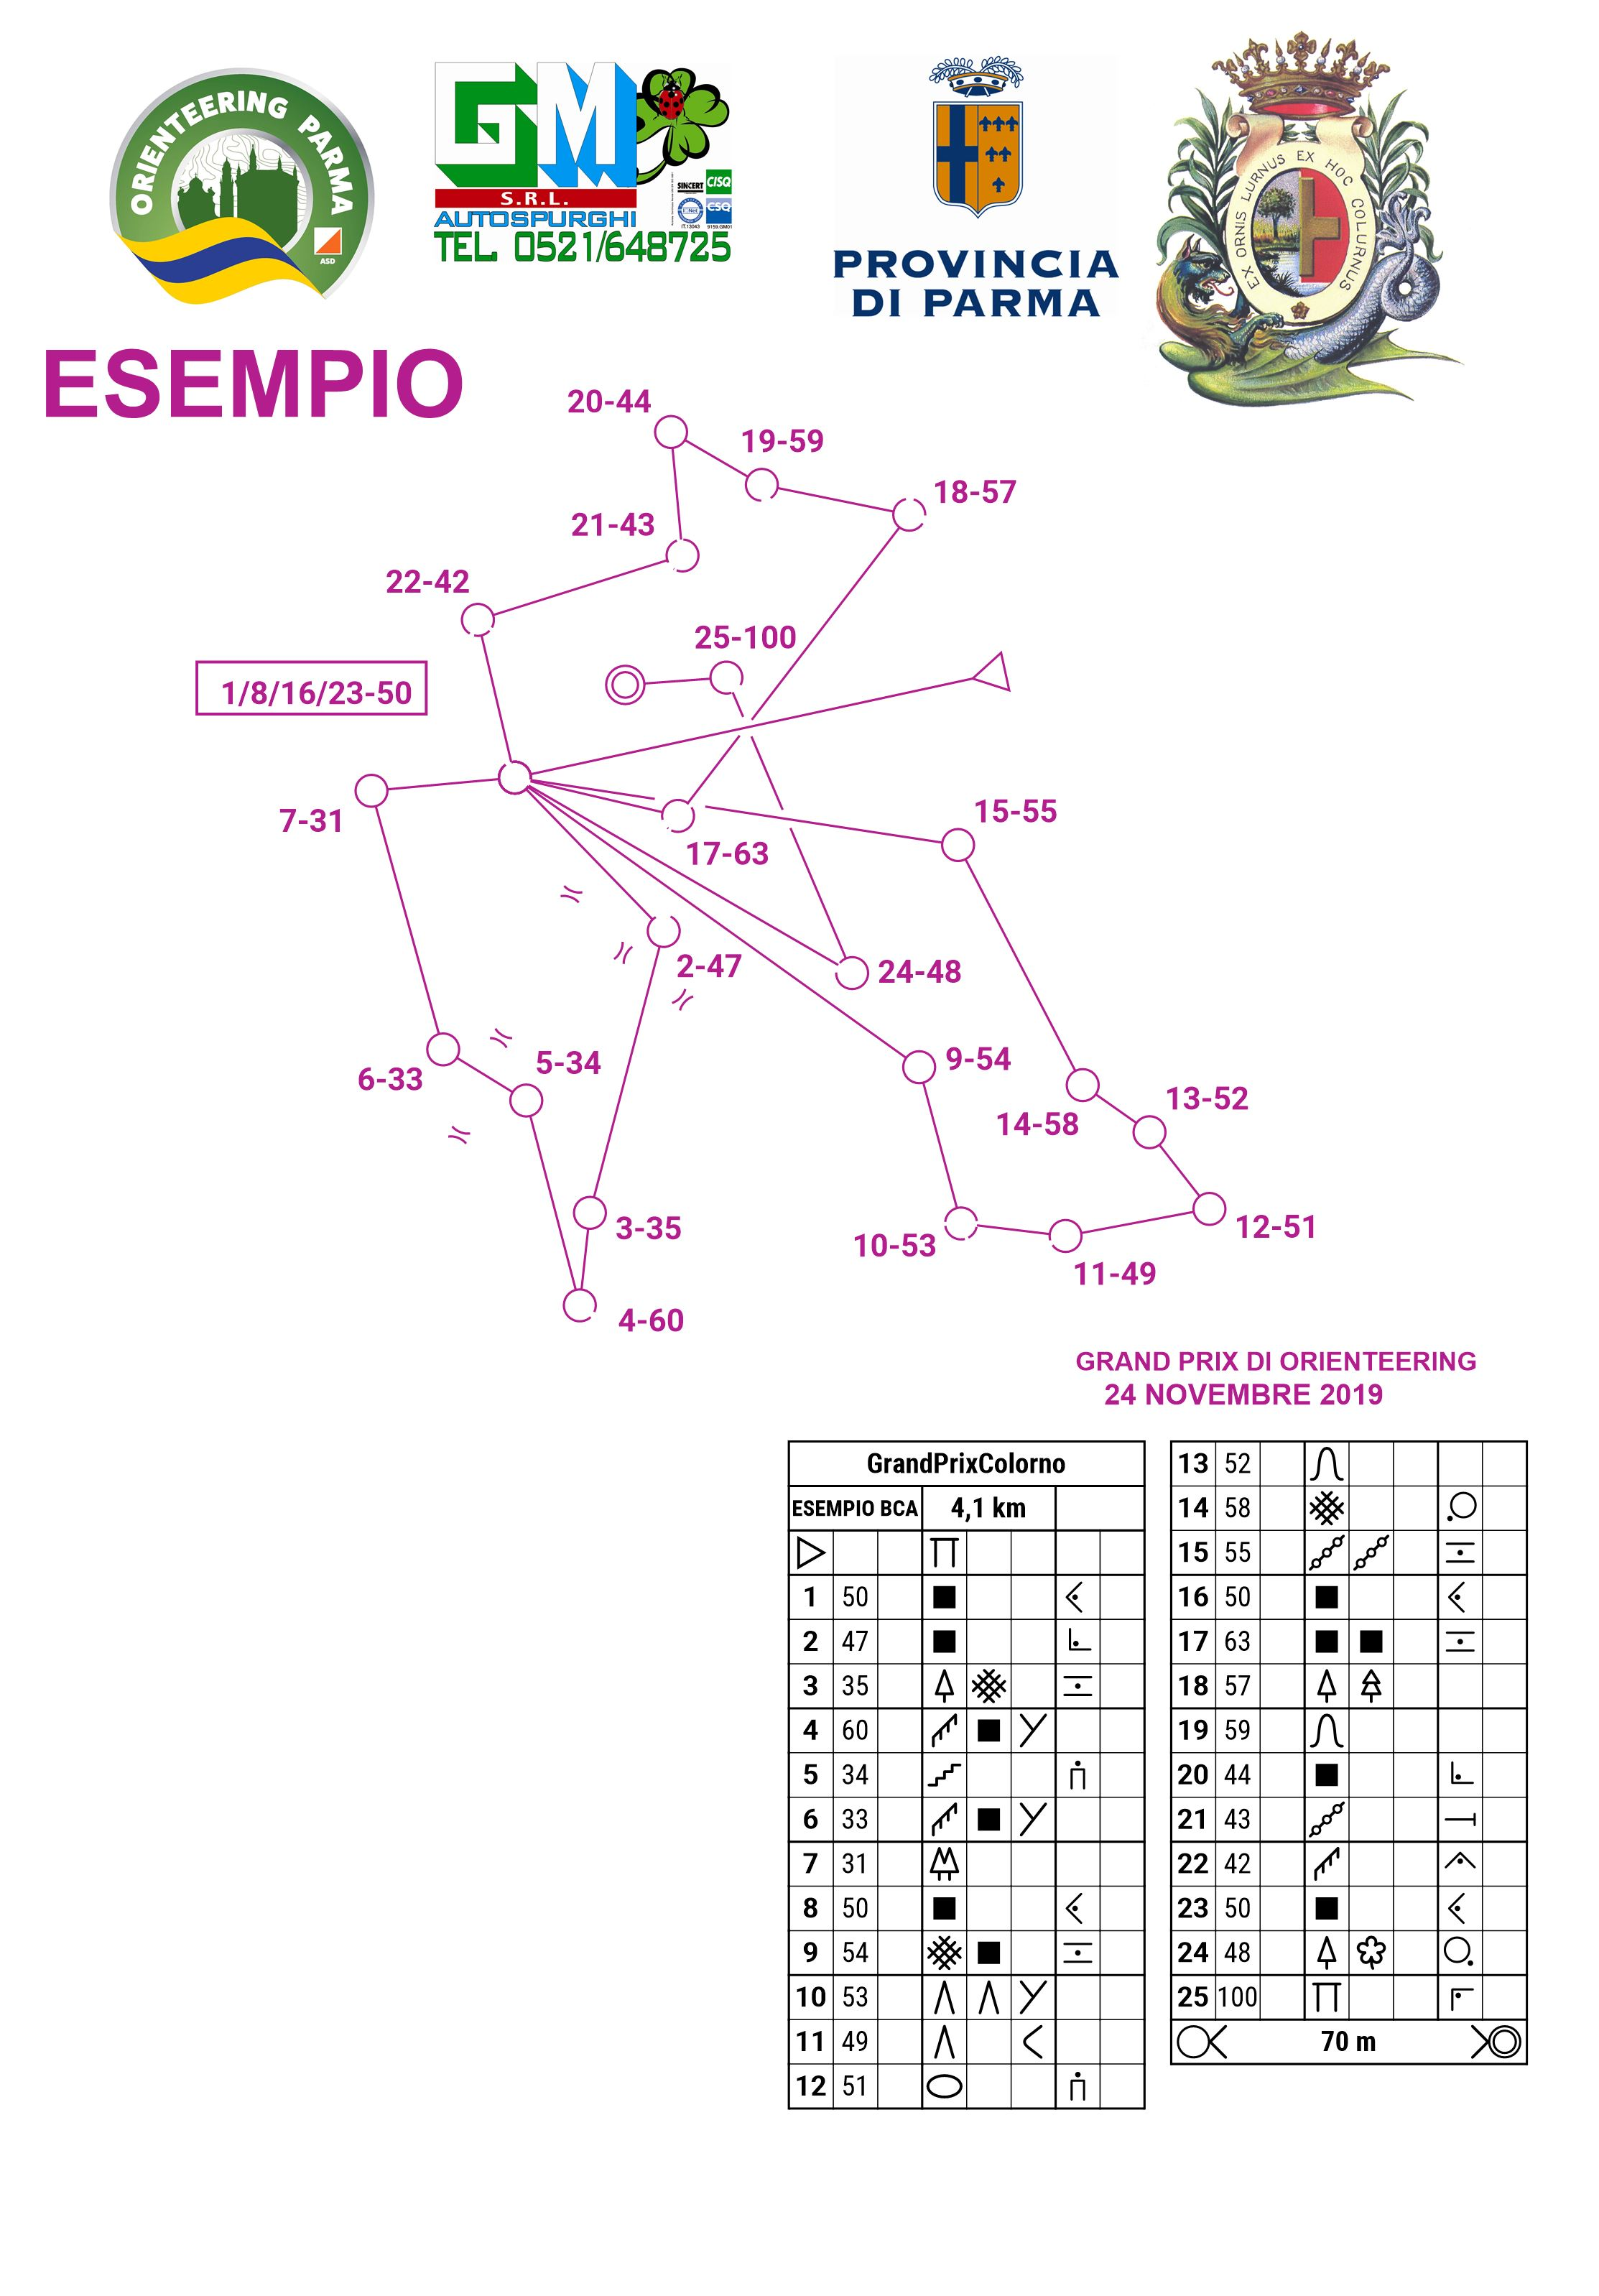 ORIENTEERING PARMA
ASD
GM
S.R.L.
AUTOSPURGHI
TEL 0521/648725
SINCERT
CISQ
CSQ
PROVINCIA
DI PARMA
EX ORNIS LURNUS EX HOC COLURNUS
ESEMPIO
20-44
19-59
18-57
21-43
22-42
25-100
1/8/16/23-50
7-31
15-55
17-63
2-47
24-48
9-54
5-34
6-33
13-52
14-58
3-35
12-51
10-53
11-49
4-60
GRAND PRIX DI ORIENTEERING
24 NOVEMBRE 2019
GrandPrixColorno
ESEMPIO BCA 4,1 km
1 50
2 47
3 35
4 60
5 34
6 33
7 31
8 50
9 54
10 53
11 49
12 51
13 52
14 58
15 55
16 50
17 63
18 57
19 59
20 44
21 43
22 42
23 50
24 48
25 100
70 m